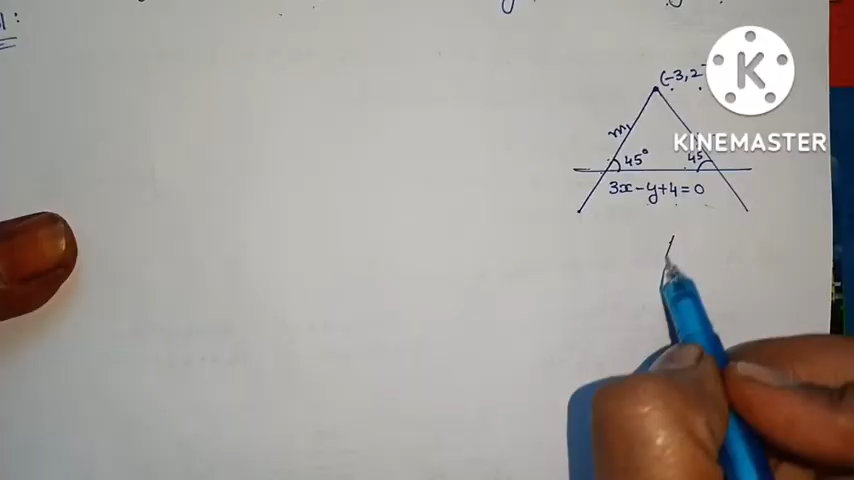 (-3,2
KINEMASTER
m
45° 45
3x-y+4=0